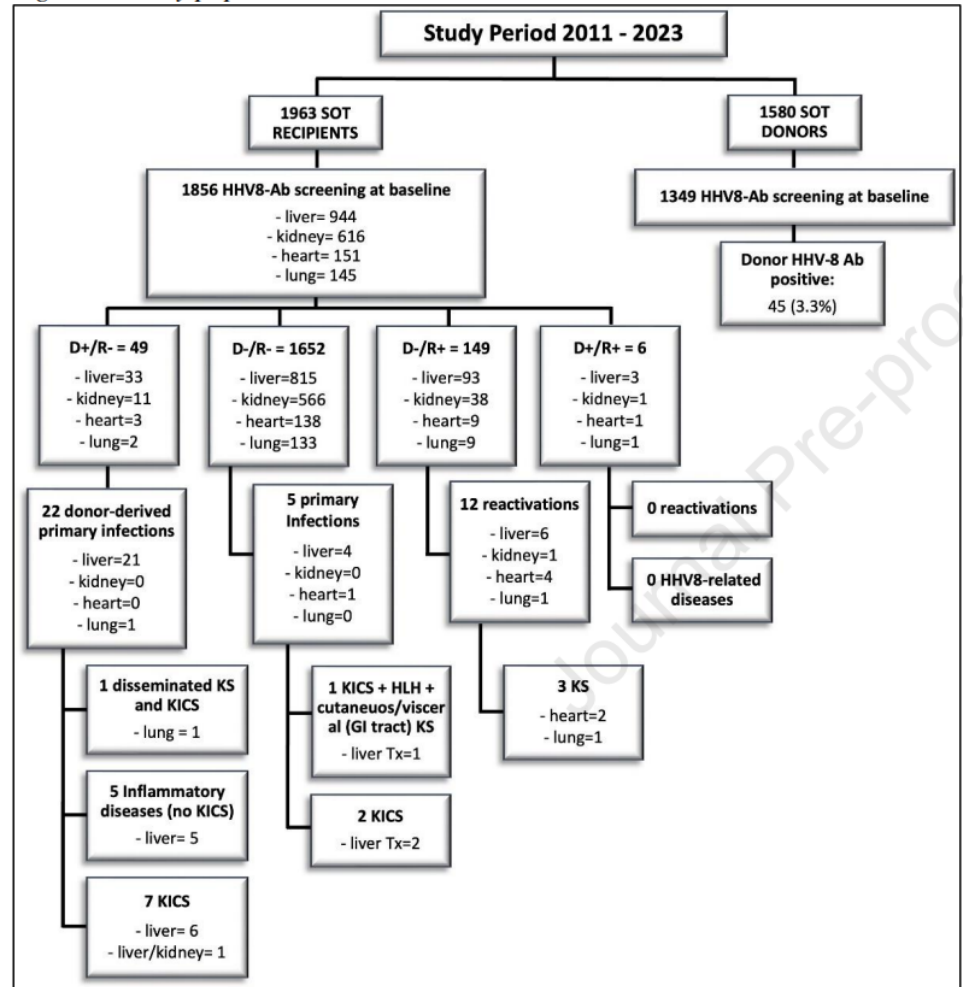 Study Period 2011 - 2023
1963 SOT
RECIPIENTS
1580 SOT
DONORS
1856 HHV8-Ab screening at baseline
- liver= 944
- kidney= 616
- heart= 151
- lung= 145
1349 HHV8-Ab screening at baseline
Donor HHV-8 Ab
positive:
45 (3.3%)
D+/R- = 49
- liver=33
- kidney=11
- heart=3
- lung=2
D-/R- = 1652
- liver=815
- kidney=566
- heart=138
- lung=133
D-/R+ = 149
- liver=93
- kidney=38
- heart=9
- lung=9
D+/R+ = 6
- liver=3
- kidney=1
- heart=1
- lung=1
22 donor-derived
primary infections
- liver=21
- kidney=0
- heart=0
- lung=1
5 primary
Infections
- liver=4
- kidney=0
- heart=1
- lung=0
12 reactivations
- liver=6
- kidney=1
- heart=4
- lung=1
0 reactivations
0 HHV8-related
diseases
1 disseminated KS
and KICS
- lung = 1
1 KICS + HLH +
cutaneuos/viscer
al (GI tract) KS
- liver Tx=1
3 KS
- heart=2
- lung=1
5 Inflammatory
diseases (no KICS)
- liver= 5
2 KICS
- liver Tx=2
7 KICS
- liver= 6
- liver/kidney= 1
Journal Pre-proo